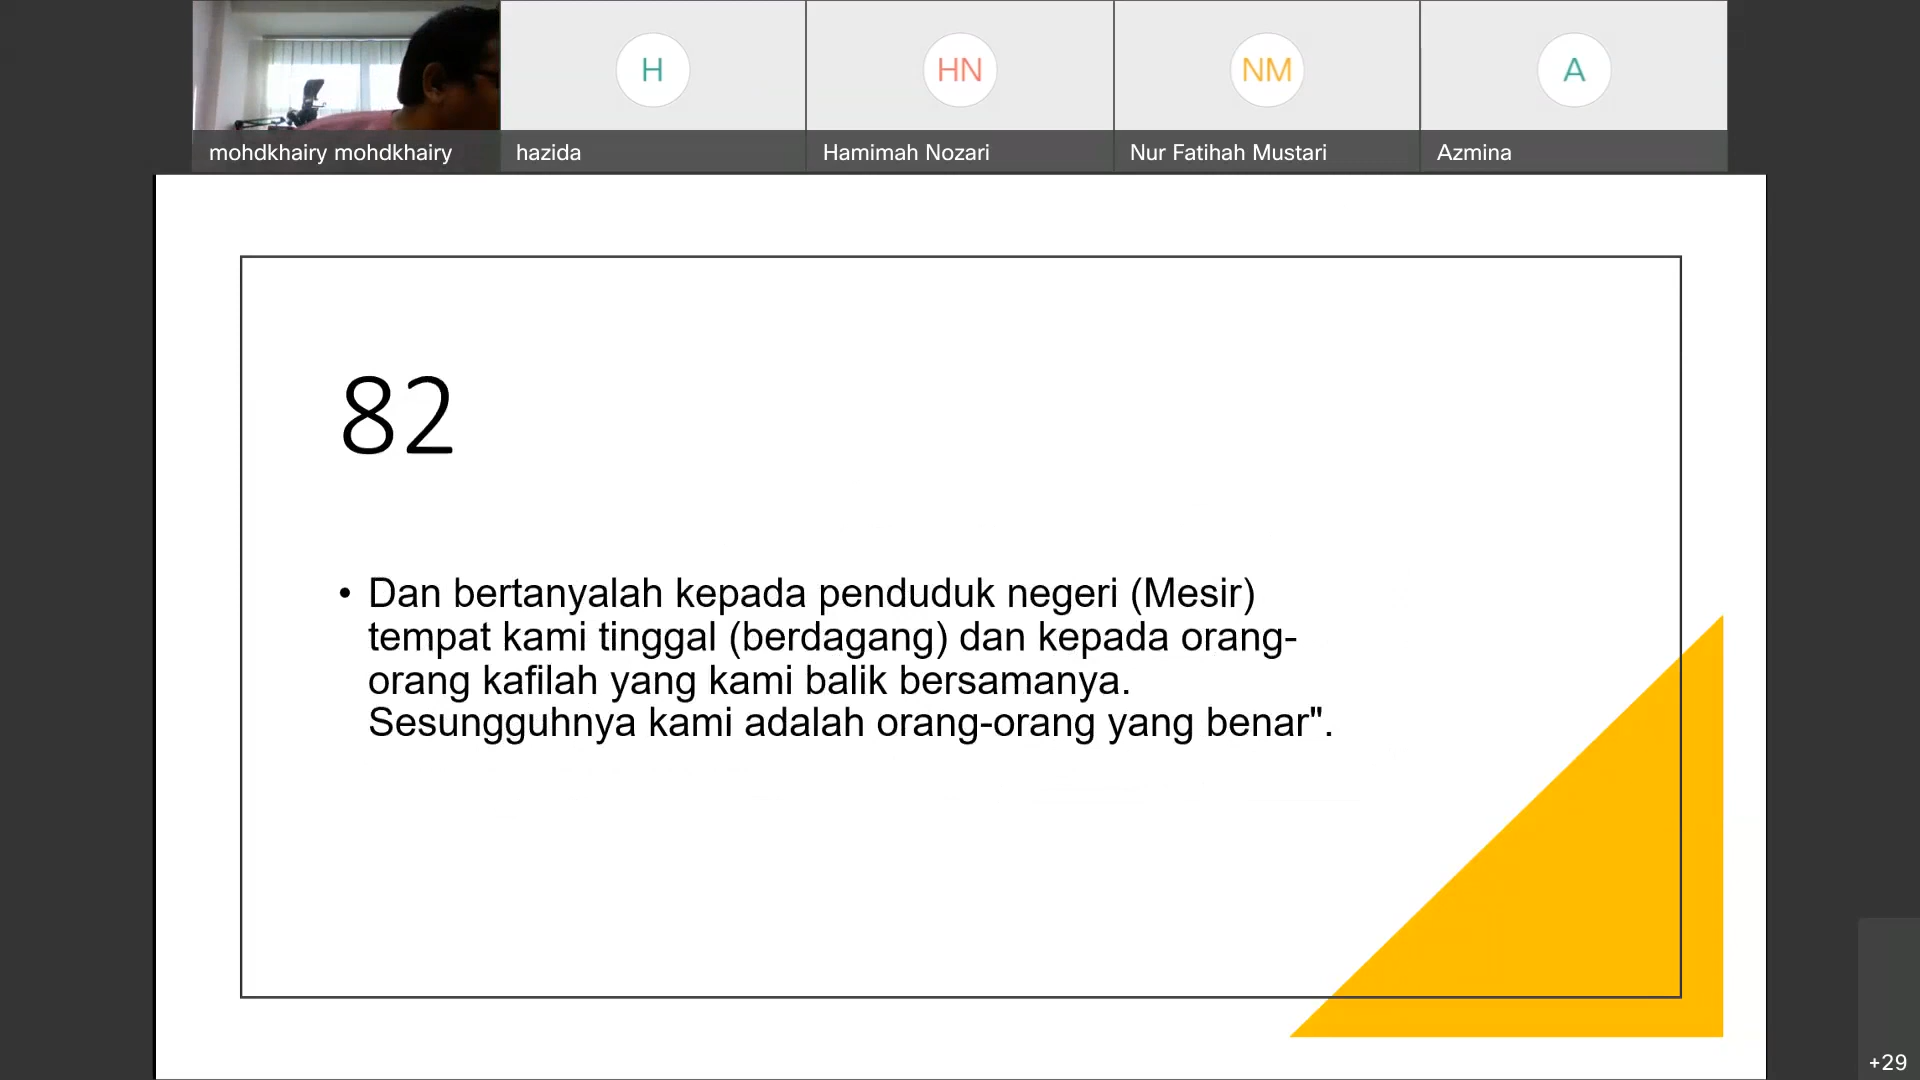 H
HN
NM
A
mohdkhairy mohdkhairy
hazida
Hamimah Nozari
Nur Fatihah Mustari
Azmina
82
• Dan bertanyalah kepada penduduk negeri (Mesir)
tempat kami tinggal (berdagang) dan kepada orang-
orang kafilah yang kami balik bersamanya.
Sesungguhnya kami adalah orang-orang yang benar".
+29